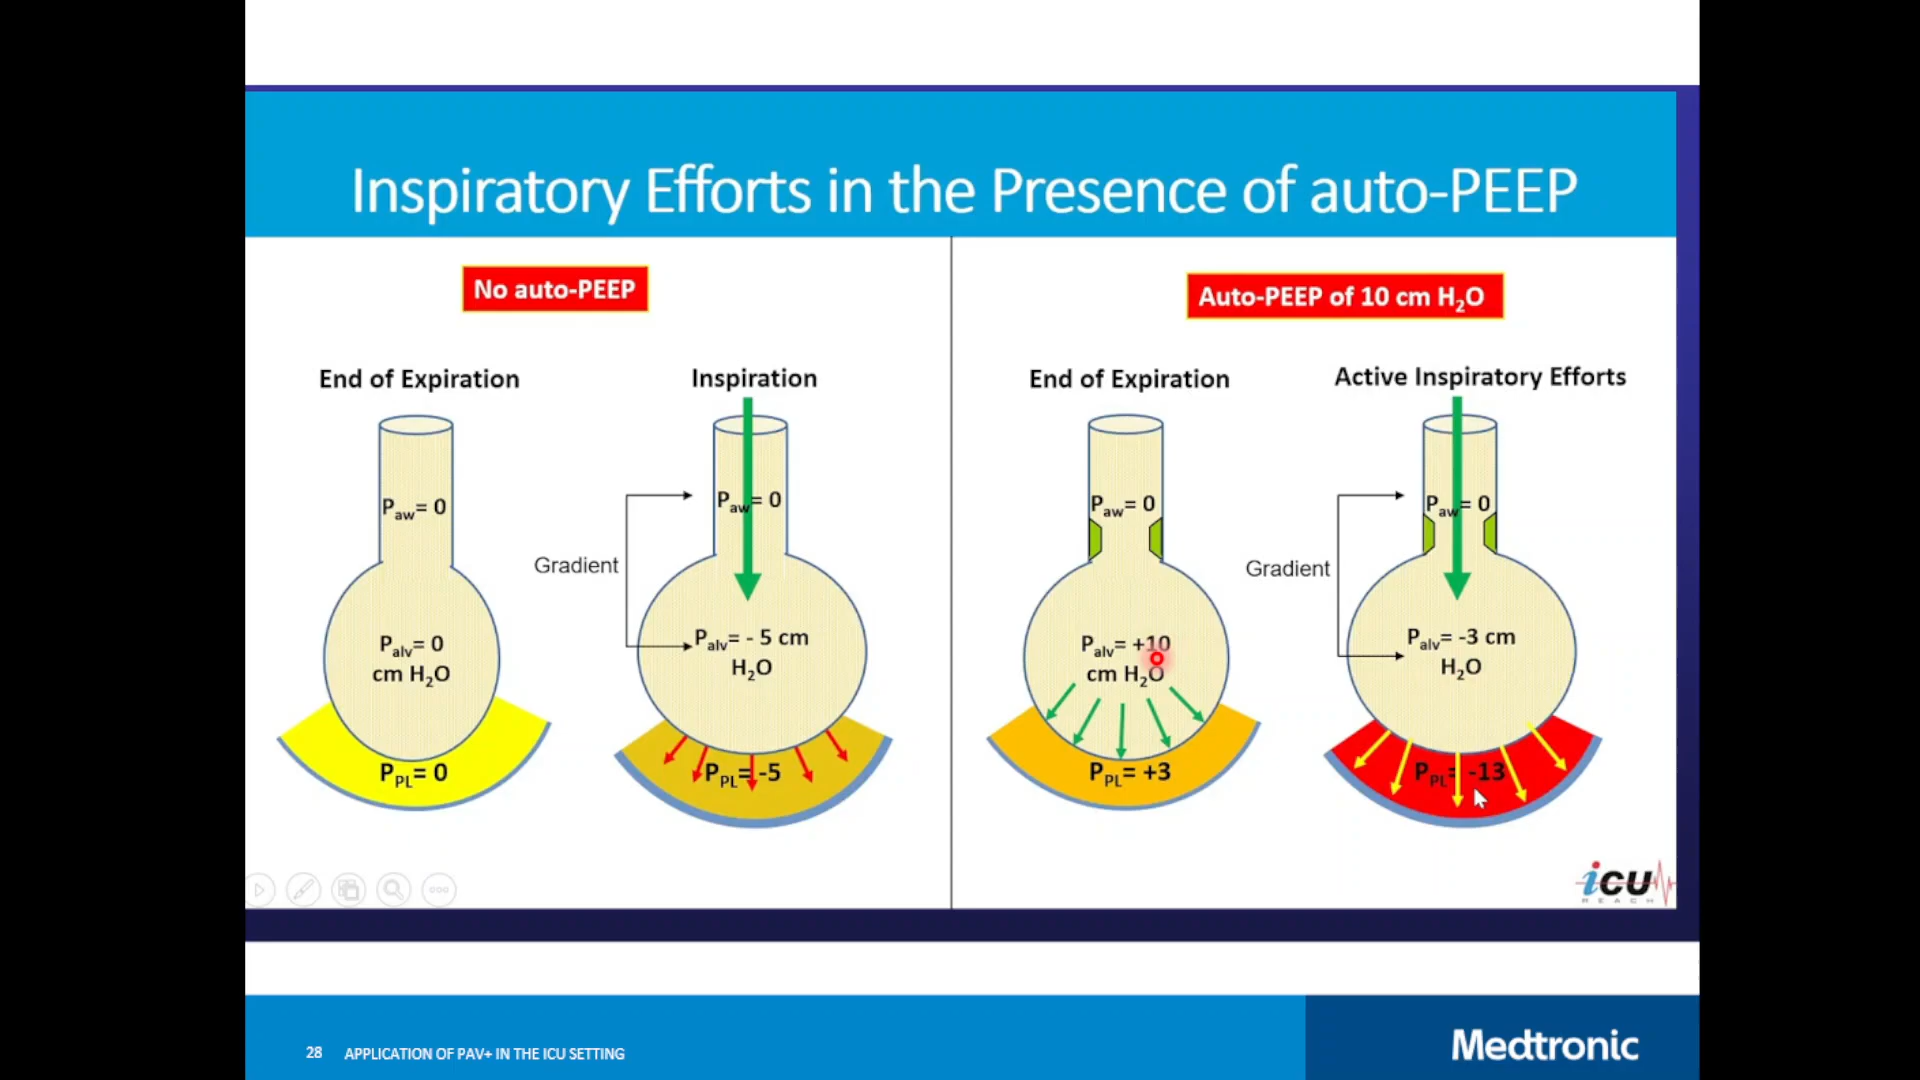 Inspiratory Efforts in the Presence of auto-PEEP
No auto-PEEP
End of Expiration
Inspiration
Paw= 0
Paw= 0
Gradient
Palv= 0
cm H2O
Palv= - 5 cm
H2O
PPL= 0
PPL= -5
Auto-PEEP of 10 cm H2O
End of Expiration
Active Inspiratory Efforts
Paw= 0
Paw= 0
Gradient
Palv= +10
cm H2O
Palv= -3 cm
H2O
PPL= +3
PPL= -13
icu
REACH
28 APPLICATION OF PAV+ IN THE ICU SETTING
Medtronic